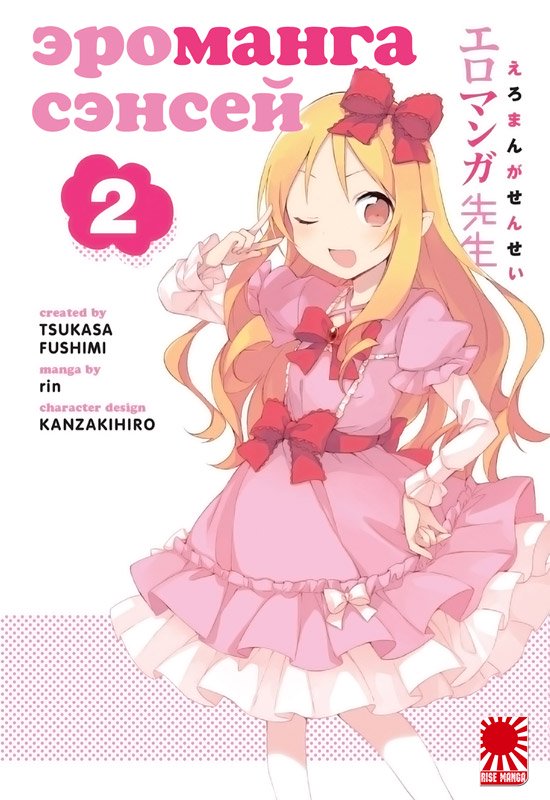 эроманга
сэнсей
エロマンガ先生
えろまんがせんせい
2
created by
TSUKASA
FUSHIMI
manga by
rin
character design
KANZAKIHIRO
RISE MANGA